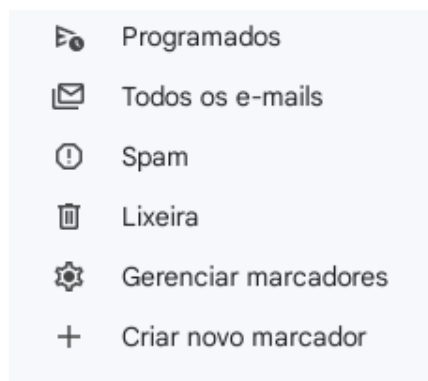 Programados
Todos os e-mails
Spam
Lixeira
Gerenciar marcadores
Criar novo marcador